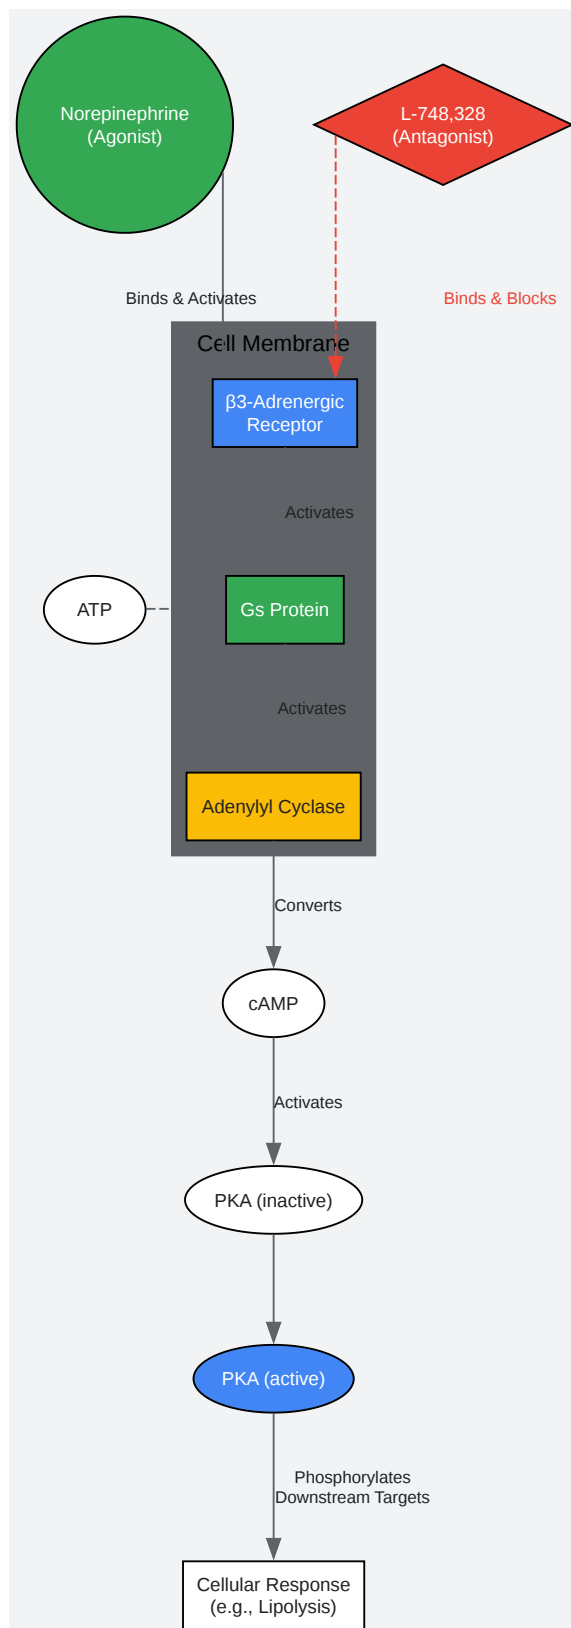 Norepinephrine
(Agonist)
L-748,328
(Antagonist)
Binds & Activates
Binds & Blocks
Cell Membrane
β3-Adrenergic
Receptor
Activates
ATP
Gs Protein
Activates
Adenylyl Cyclase
Converts
cAMP
Activates
PKA (inactive)
PKA (active)
Phosphorylates
Downstream Targets
Cellular Response
(e.g., Lipolysis)